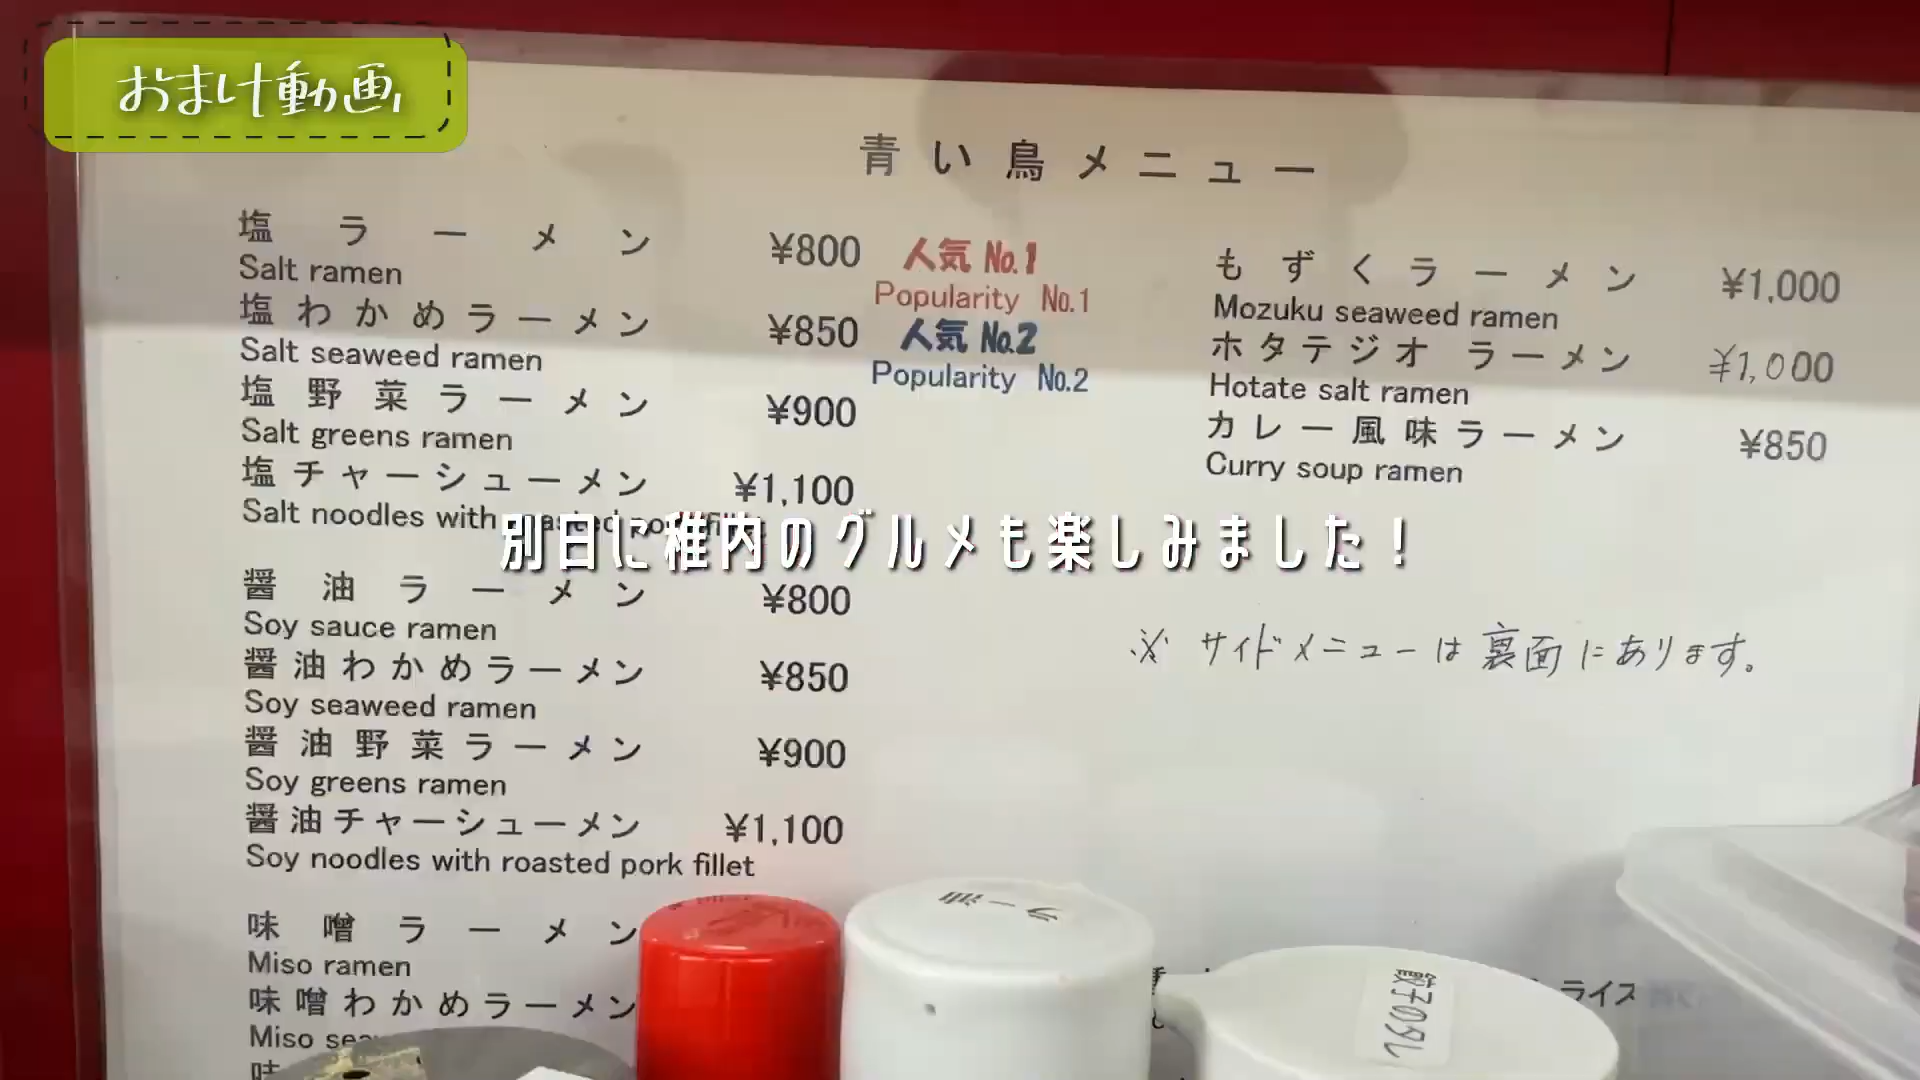 おまけ動画
青い鳥メニュー
塩ラーメン ¥800 人気 No.1
Salt ramen Popularity No.1
塩わかめラーメン ¥850 人気 No.2
Salt seaweed ramen Popularity No.2
塩野菜ラーメン ¥900
Salt greens ramen
塩チャーシューメン ¥1,100
Salt noodles with roasted pork fillet
別日に稚内のグルメも楽しみました！
醤油ラーメン ¥800
Soy sauce ramen
醤油わかめラーメン ¥850
Soy seaweed ramen
醤油野菜ラーメン ¥900
Soy greens ramen
醤油チャーシューメン ¥1,100
Soy noodles with roasted pork fillet
味噌ラーメン
Miso ramen
味噌わかめラーメン
Miso sea
味
もずくラーメン ¥1,000
Mozuku seaweed ramen
ホタテジオラーメン ¥1,000
Hotate salt ramen
カレー風味ラーメン ¥850
Curry soup ramen
※ サイドメニューは裏面にあります。
ライス
ラー油
餃子のタレ